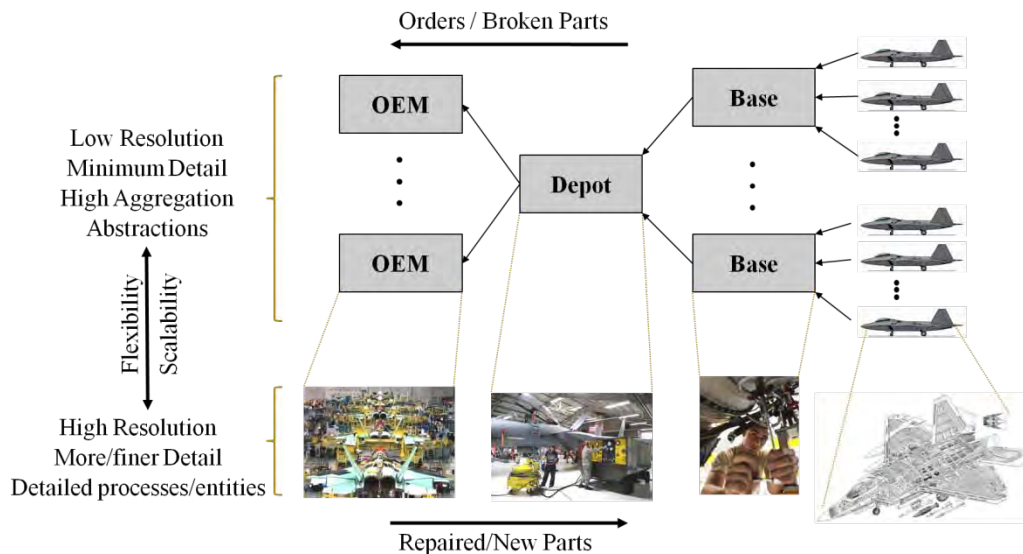 Orders / Broken Parts
OEM
Base
Low Resolution
Minimum Detail
High Aggregation
Abstractions
Depot
OEM
Base
Flexibility
Scalability
High Resolution
More/finer Detail
Detailed processes/entities
Repaired/New Parts